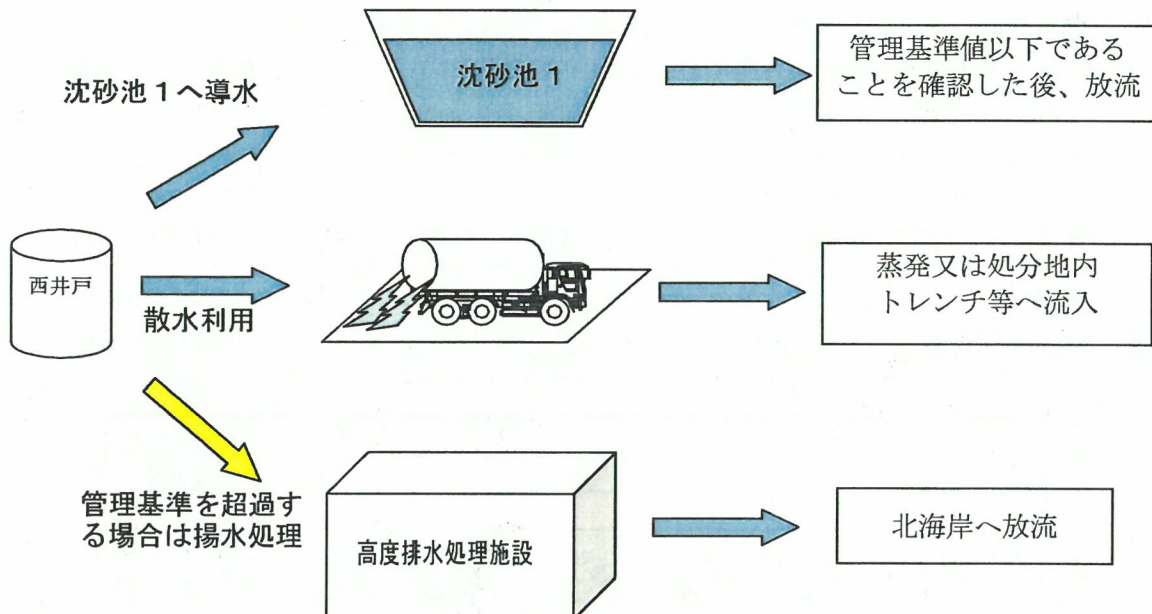 沈砂池1へ導水
沈砂池1
管理基準値以下である
ことを確認した後、放流
西井戸
散水利用
蒸発又は処分地内
トレンチ等へ流入
管理基準を超過す
る場合は揚水処理
高度排水処理施設
北海岸へ放流